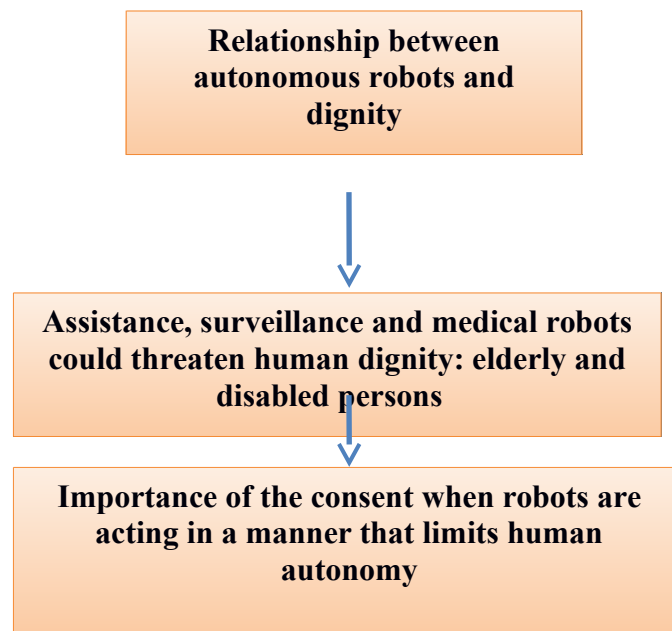 Relationship between
autonomous robots and
dignity
Assistance, surveillance and medical robots
could threaten human dignity: elderly and
disabled persons
Importance of the consent when robots are
acting in a manner that limits human
autonomy